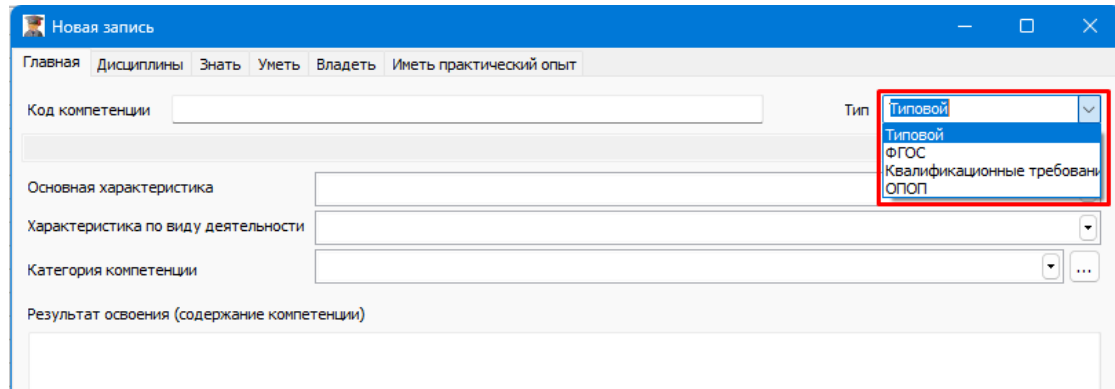 Новая запись
Главная Дисциплины Знать Уметь Владеть Иметь практический опыт
Код компетенции Тип Типовой
Типовой
ФГОС
Квалификационные требовани
ОПОП
Основная характеристика
Характеристика по виду деятельности
Категория компетенции ...
Результат освоения (содержание компетенции)